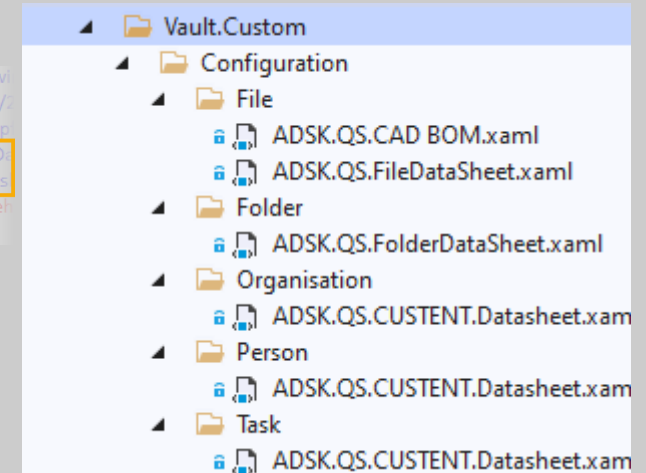 Vault.Custom
Configuration
File
ADSK.QS.CAD BOM.xaml
ADSK.QS.FileDataSheet.xaml
Folder
ADSK.QS.FolderDataSheet.xaml
Organisation
ADSK.QS.CUSTENT.Datasheet.xam
Person
ADSK.QS.CUSTENT.Datasheet.xam
Task
ADSK.QS.CUSTENT.Datasheet.xam